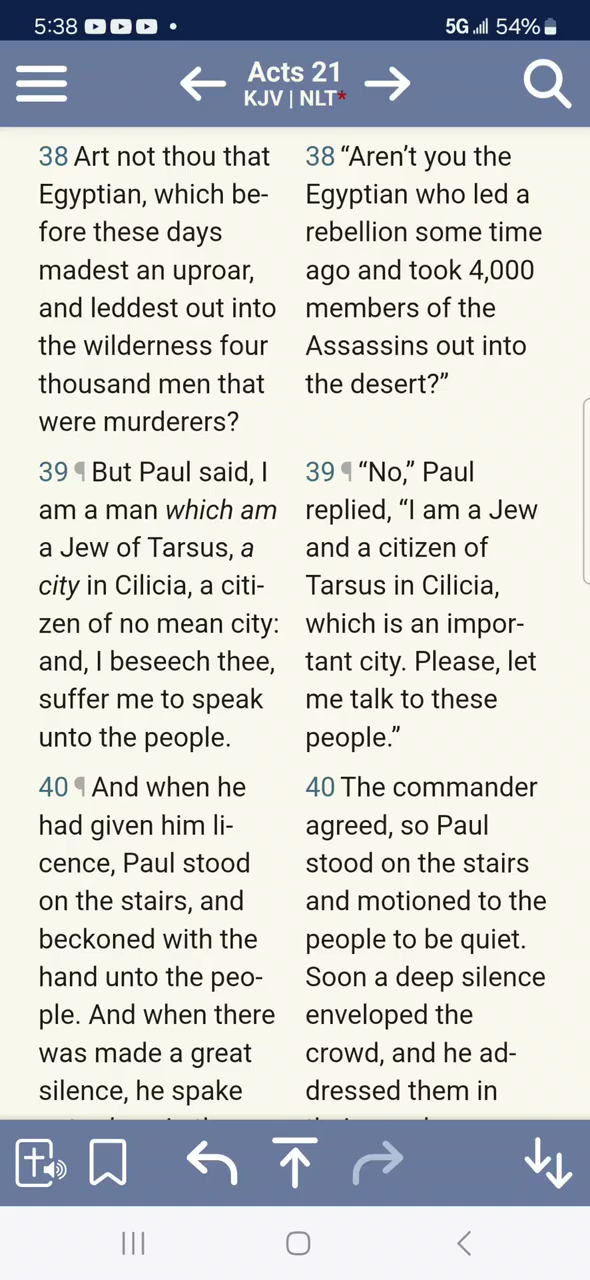 5:38
5G 54%
Acts 21
KJV | NLT*
38 Art not thou that
Egyptian, which be-
fore these days
madest an uproar,
and leddest out into
the wilderness four
thousand men that
were murderers?
39 ¶ But Paul said, I
am a man which am
a Jew of Tarsus, a
city in Cilicia, a citi-
zen of no mean city:
and, I beseech thee,
suffer me to speak
unto the people.
40 ¶ And when he
had given him li-
cence, Paul stood
on the stairs, and
beckoned with the
hand unto the peo-
ple. And when there
was made a great
silence, he spake
38 “Aren’t you the
Egyptian who led a
rebellion some time
ago and took 4,000
members of the
Assassins out into
the desert?”
39 ¶ “No,” Paul
replied, “I am a Jew
and a citizen of
Tarsus in Cilicia,
which is an impor-
tant city. Please, let
me talk to these
people.”
40 The commander
agreed, so Paul
stood on the stairs
and motioned to the
people to be quiet.
Soon a deep silence
enveloped the
crowd, and he ad-
dressed them in